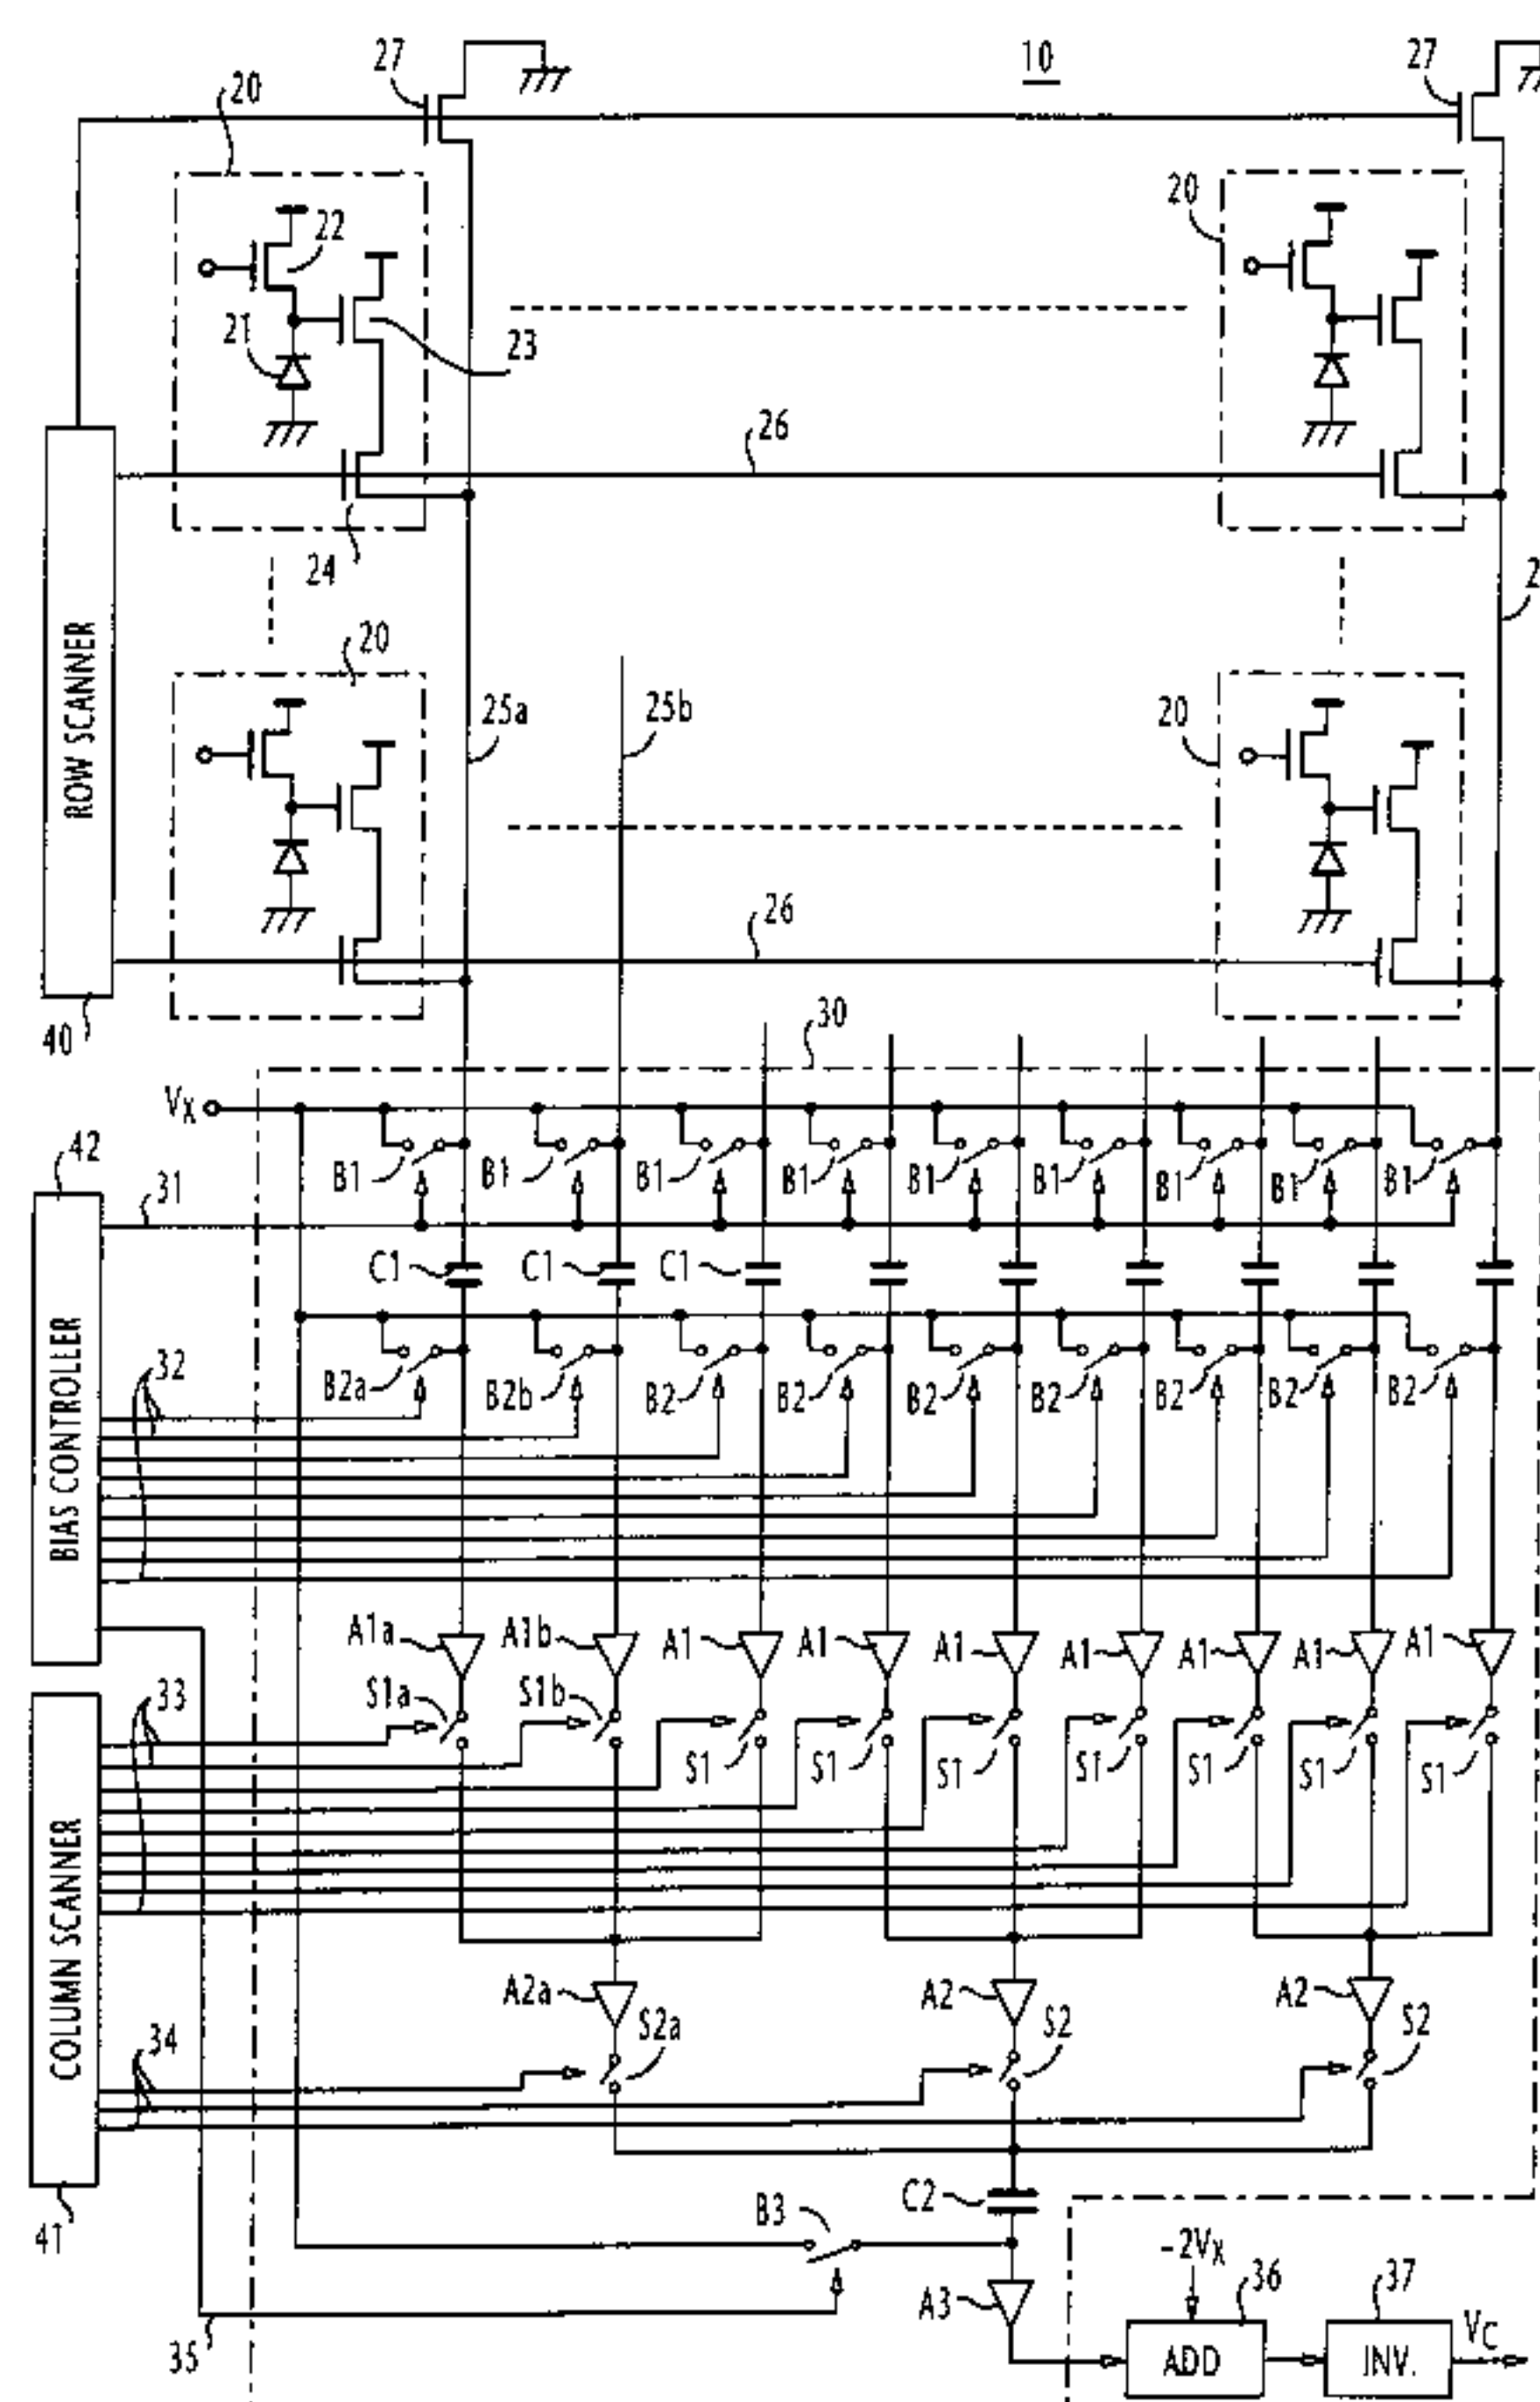 27
10
27
20
22
20
21
23
26
24
2
20
ROW SCANNER
25a
25b
20
26
40
30
VX
42
31
B1 B1 B1 B1 B1 B1 B1 B1 B1
C1 C1 C1
BIAS CONTROLLER
32
B2a B2b B2 B2 B2 B2 B2 B2 B2
A1a A1b A1 A1 A1 A1 A1 A1 A1
33
S1a S1b S1 S1 S1 S1 S1 S1 S1
COLUMN SCANNER
A2a A2 A2
S2a S2 S2
34
41
C2
B3
-2VX
36
37
A3
35
ADD
INV.
VC